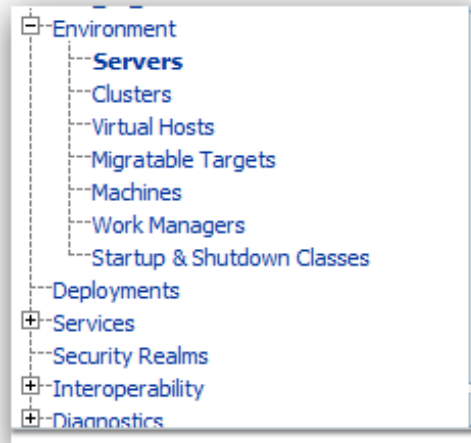 Environment
Servers
Clusters
Virtual Hosts
Migratable Targets
Machines
Work Managers
Startup & Shutdown Classes
Deployments
Services
Security Realms
Interoperability
Diagnostics